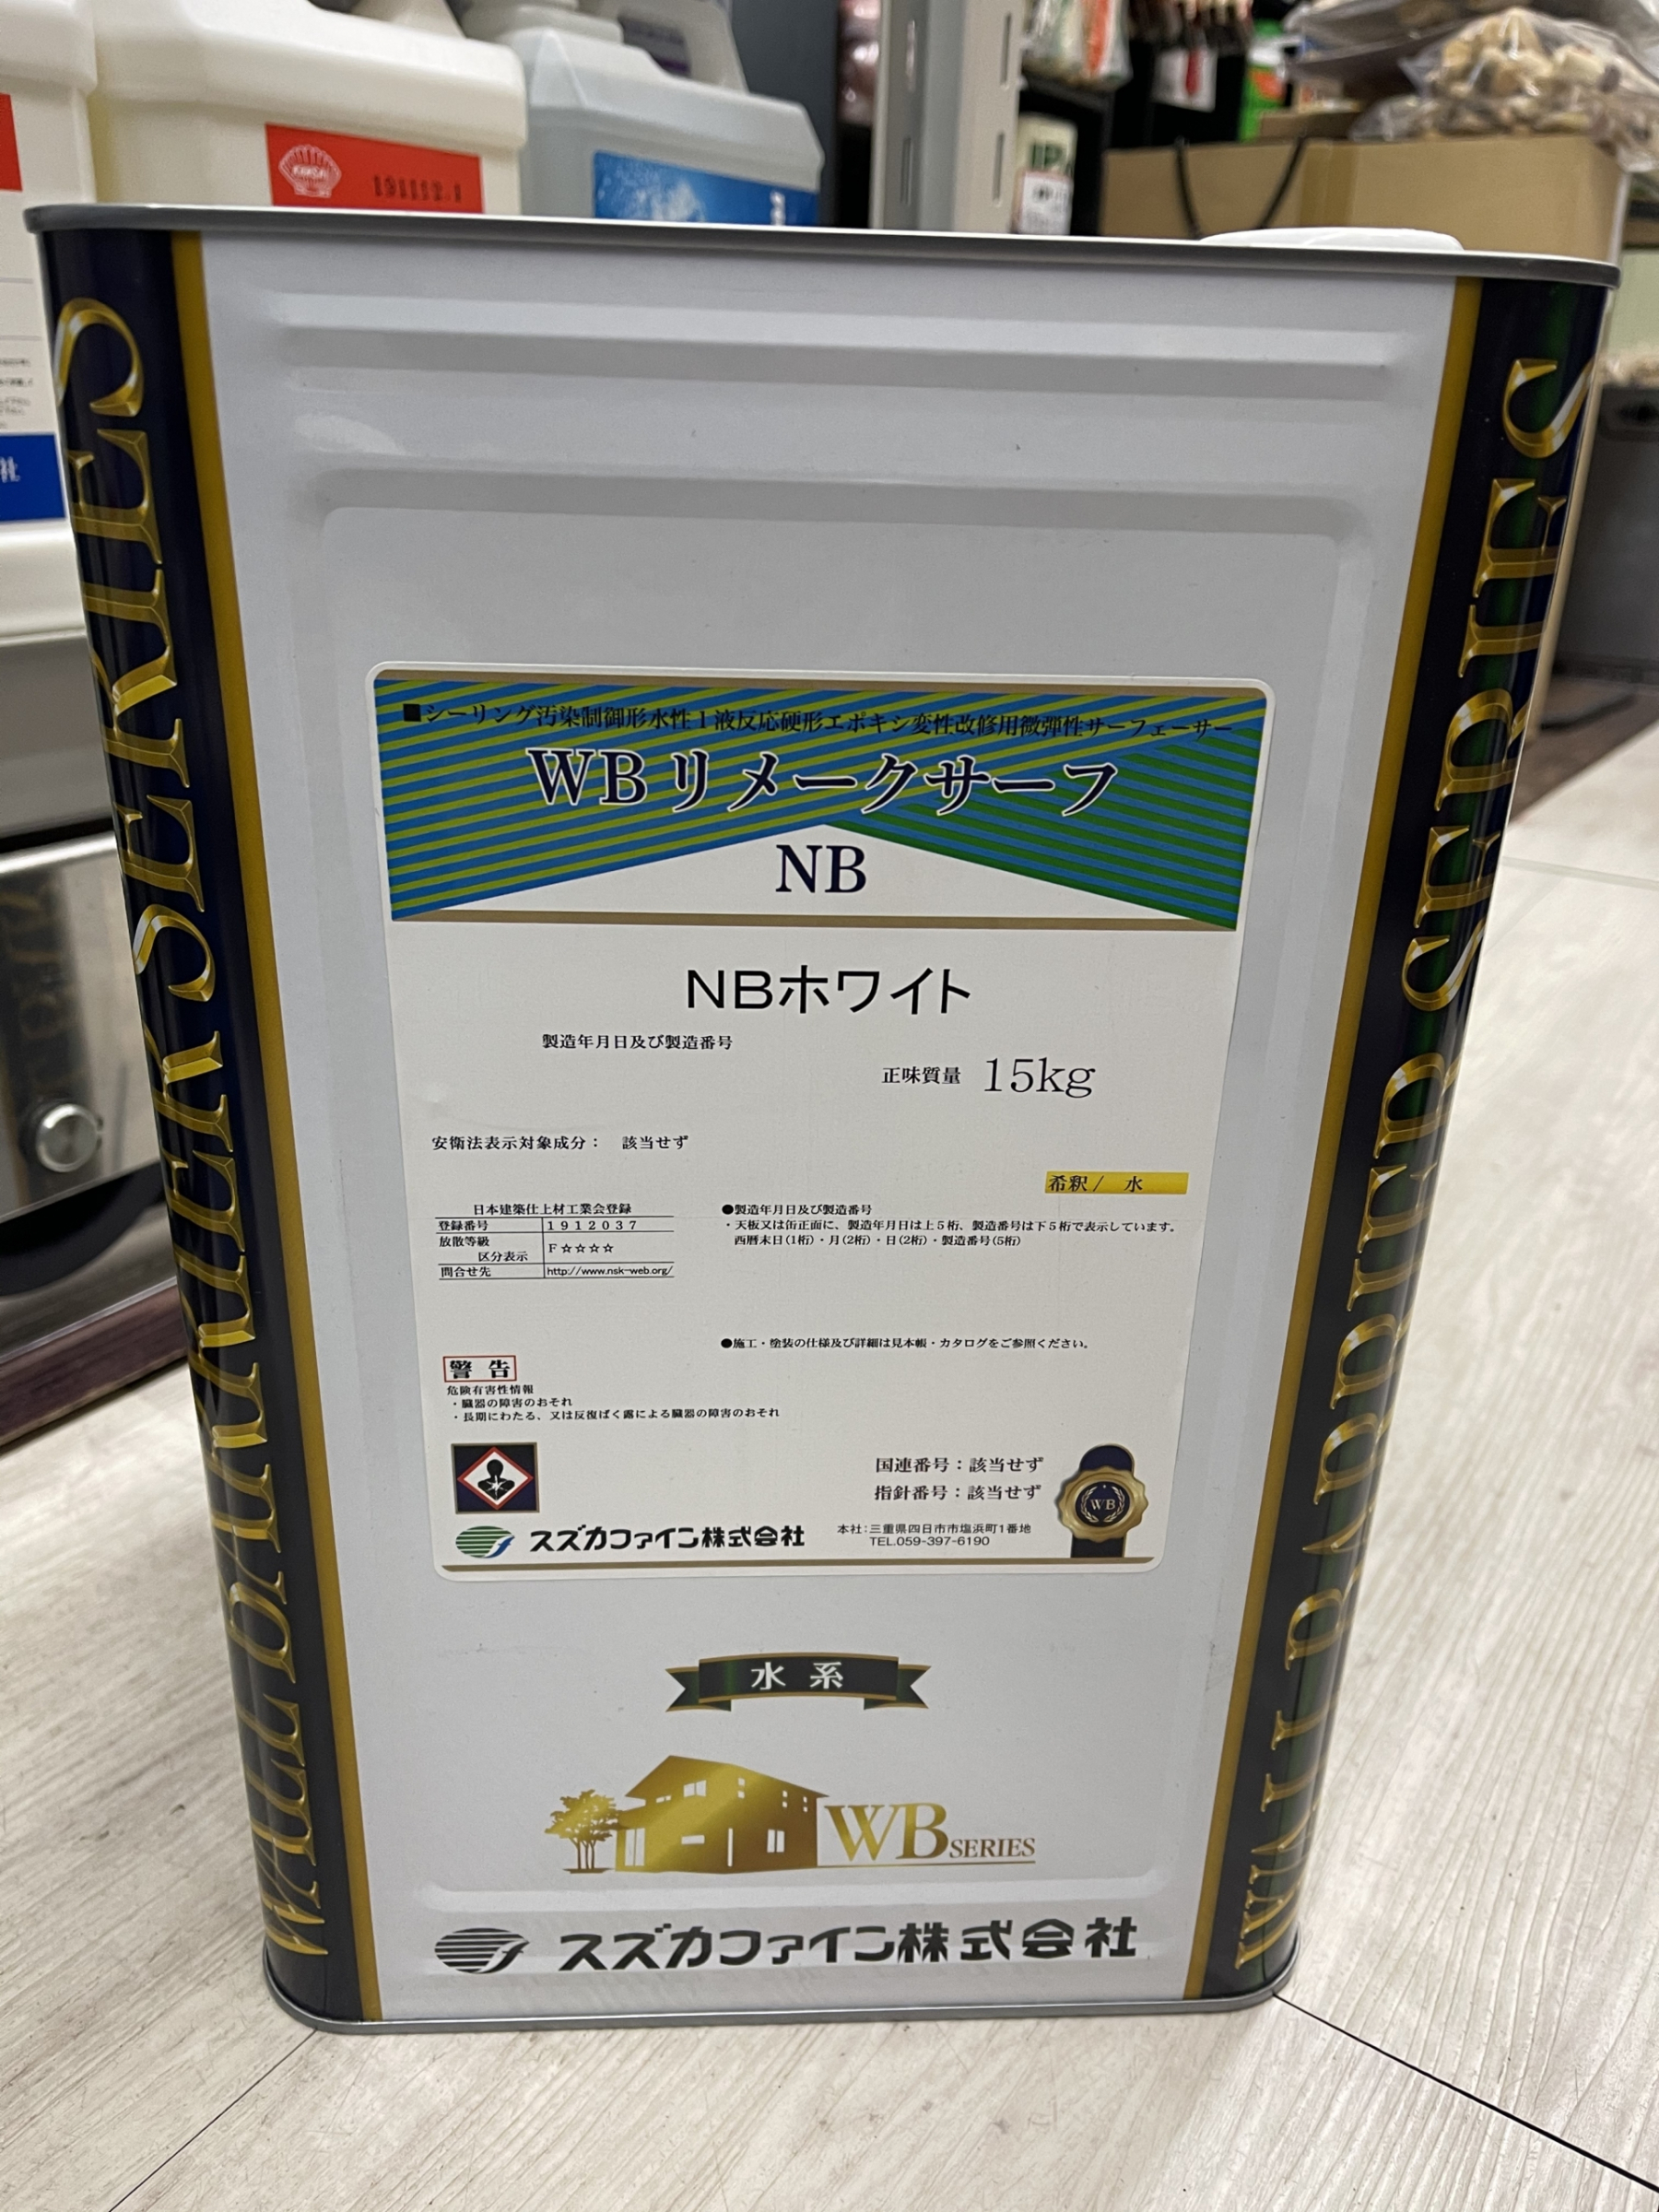 KANSAI
191112.1
社
WALL BARRIER SERIES
WALL BARRIER SERIES
■シーリング汚染制御形水性1液反応硬形エポキシ変性改修用微弾性サーフェーサー
WBリメークサーフ
NB
NBホワイト
製造年月日及び製造番号
正味質量 15kg
安衛法表示対象成分： 該当せず
希釈/ 水
日本建築仕上材工業会登録
登録番号 1912037
放散等級
区分表示 F☆☆☆☆
問合せ先 http://www.nsk-web.org/
●製造年月日及び製造番号
・天板又は缶正面に、製造年月日は上5桁、製造番号は下5桁で表示しています。
西暦末日(1桁)・月(2桁)・日(2桁)・製造番号(5桁)
●施工・塗装の仕様及び詳細は見本帳・カタログをご参照ください。
警告
危険有害性情報
・臓器の障害のおそれ
・長期にわたる、又は反復ばく露による臓器の障害のおそれ
国連番号：該当せず
指針番号：該当せず
WB
スズカファイン株式会社
本社:三重県四日市市塩浜町1番地
TEL.059-397-6190
水系
WB SERIES
スズカファイン株式会社